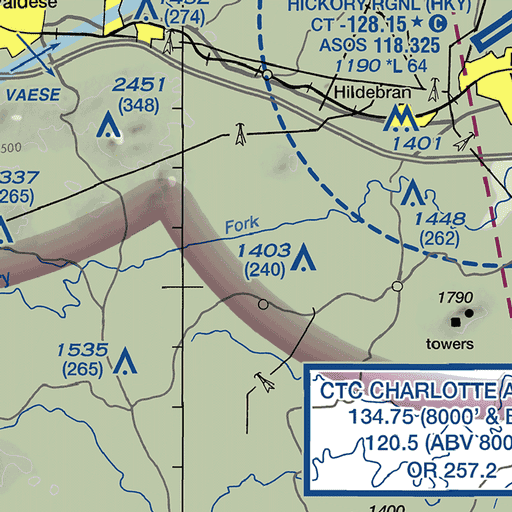 valdese
1432
(274)
HICKORY RGNL (HKY)
CT -128.15 ★ C
ASOS 118.325
1190 *L 64
VAESE
2451
(348)
Hildebran
1401
500
337
(265)
Fork
1448
(262)
1403
(240)
1790
towers
1535
(265)
CTC CHARLOTTE A
134.75 (8000' & B
120.5 (ABV 800
OR 257.2
1400